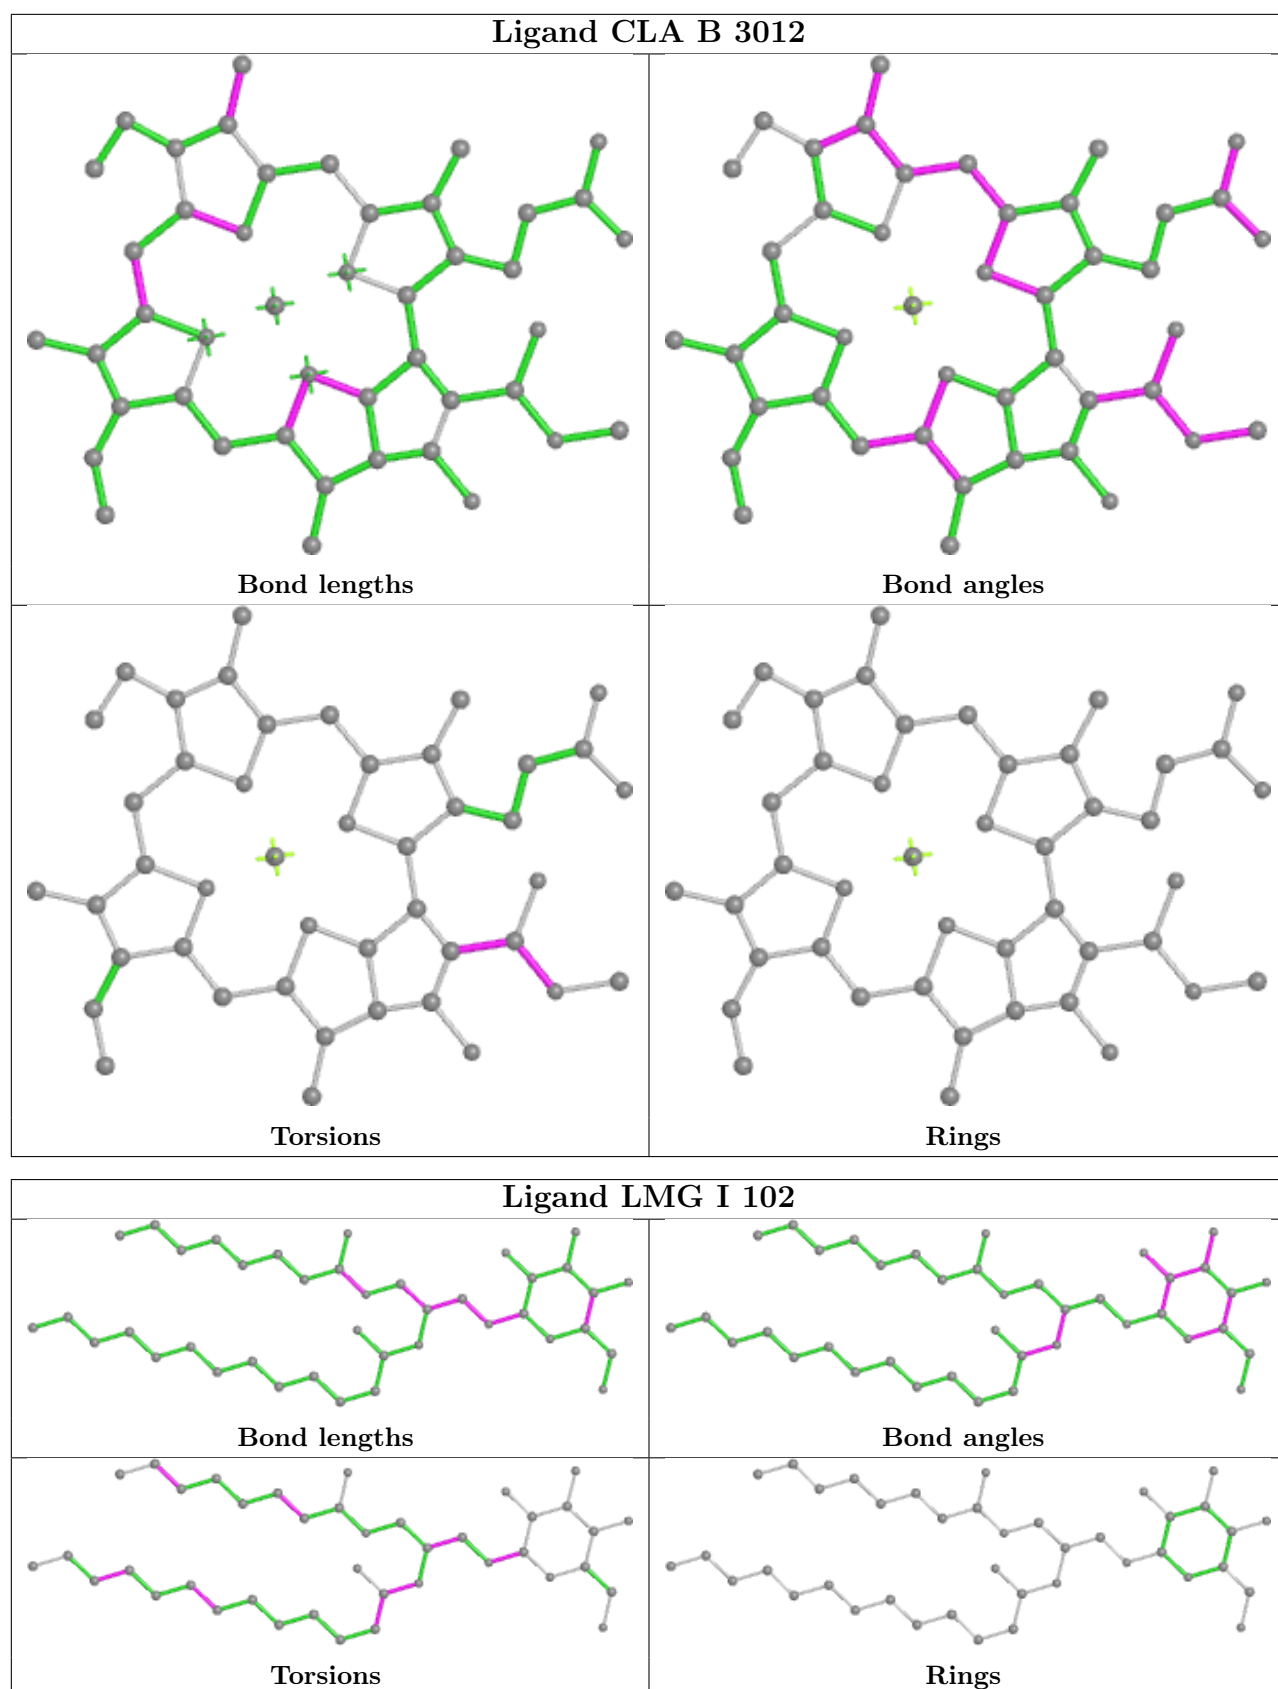 Ligand CLA B 3012
Bond lengths
Bond angles
Torsions
Rings
Ligand LMG I 102
Bond lengths
Bond angles
Torsions
Rings